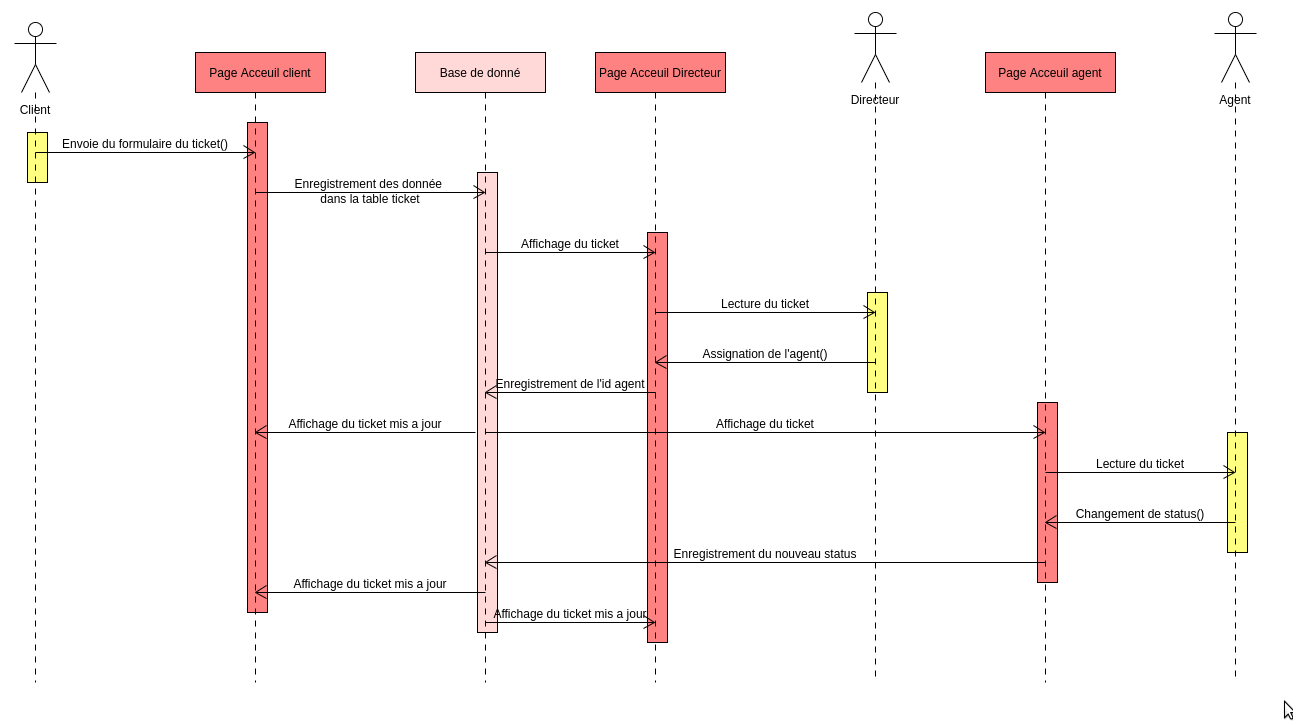 Client
Page Acceuil client
Base de donné
Page Acceuil Directeur
Directeur
Page Acceuil agent
Agent
Envoie du formulaire du ticket()
Enregistrement des donnée
dans la table ticket
Affichage du ticket
Lecture du ticket
Assignation de l'agent()
Enregistrement de l'id agent
Affichage du ticket mis a jour
Affichage du ticket
Lecture du ticket
Changement de status()
Enregistrement du nouveau status
Affichage du ticket mis a jour
Affichage du ticket mis a jour